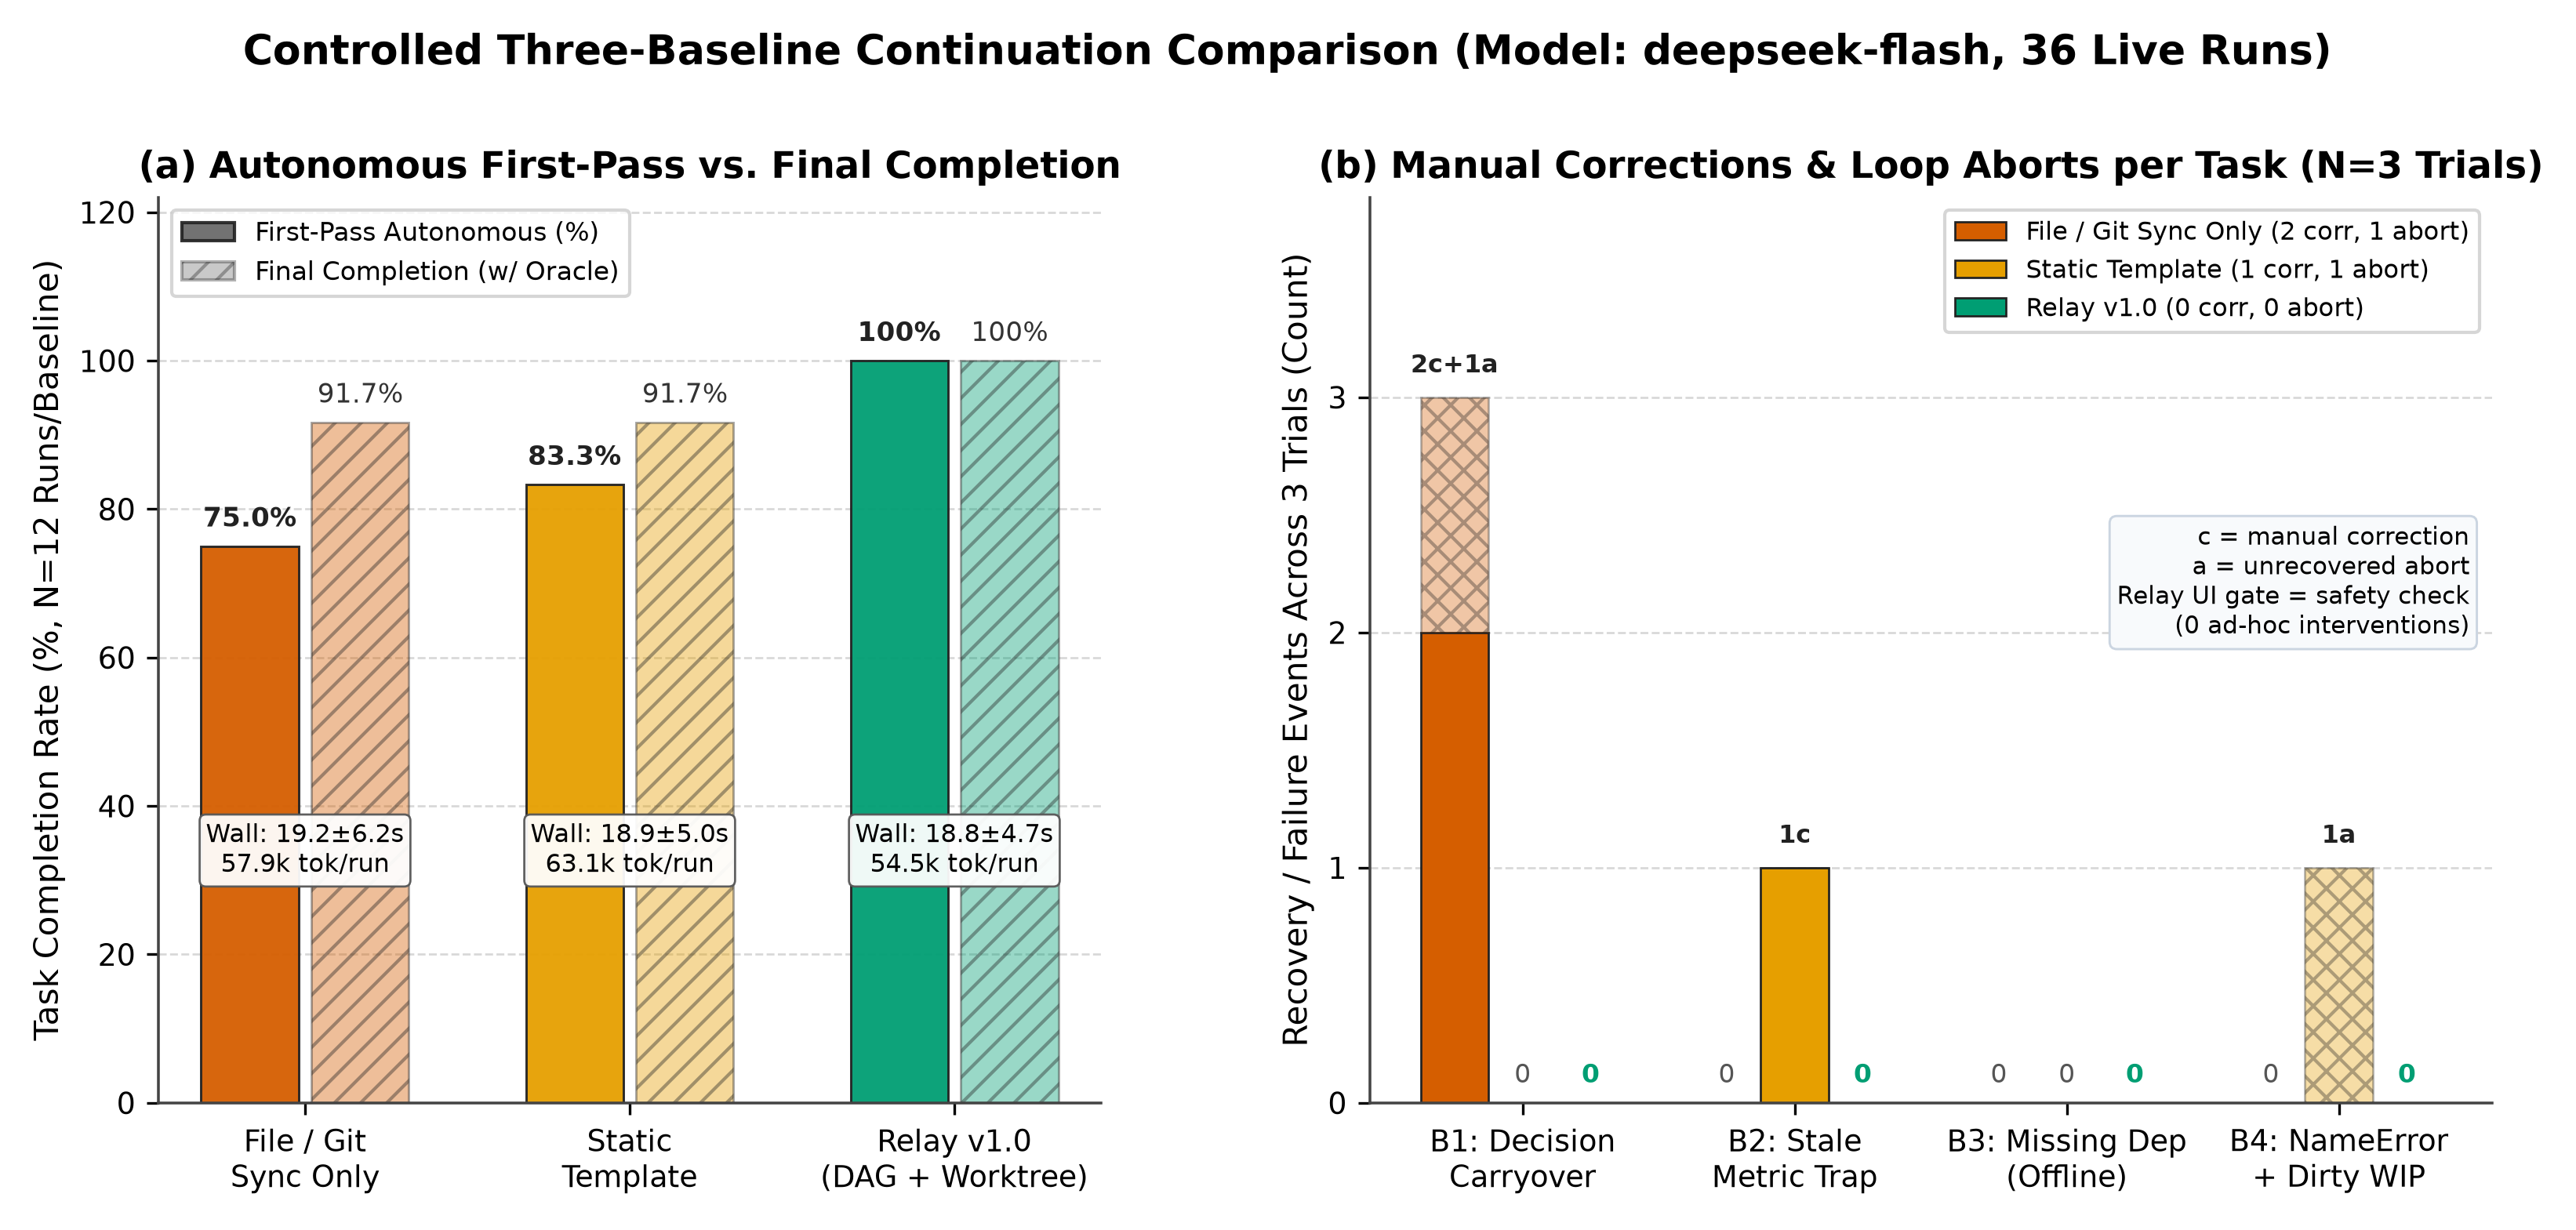 Controlled Three-Baseline Continuation Comparison (Model: deepseek-flash, 36 Live Runs)
(a) Autonomous First-Pass vs. Final Completion
Task Completion Rate (%, N=12 Runs/Baseline)
120
100
80
60
40
20
0
First-Pass Autonomous (%)
Final Completion (w/ Oracle)
75.0%
91.7%
83.3%
91.7%
100%
100%
Wall: 19.2±6.2s
57.9k tok/run
Wall: 18.9±5.0s
63.1k tok/run
Wall: 18.8±4.7s
54.5k tok/run
File / Git
Sync Only
Static
Template
Relay v1.0
(DAG + Worktree)
(b) Manual Corrections & Loop Aborts per Task (N=3 Trials)
Recovery / Failure Events Across 3 Trials (Count)
3
2
1
0
File / Git Sync Only (2 corr, 1 abort)
Static Template (1 corr, 1 abort)
Relay v1.0 (0 corr, 0 abort)
c = manual correction
a = unrecovered abort
Relay UI gate = safety check
(0 ad-hoc interventions)
2c+1a
0
0
0
1c
0
0
0
0
0
1a
0
B1: Decision
Carryover
B2: Stale
Metric Trap
B3: Missing Dep
(Offline)
B4: NameError
+ Dirty WIP